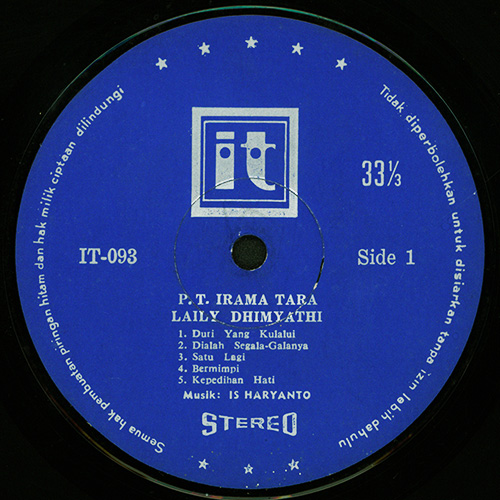 it
33⅓
IT-093
Side 1
P.T. IRAMA TARA
LAILY DHIMYATHI
1. Duri Yang Kulalui
2. Dialah Segala-Galanya
3. Satu Lagi
4. Bermimpi
5. Kepedihan Hati
Musik: IS HARYANTO
STEREO
Semua hak pembuatan piringan hitam dan hak milik ciptaan dilindungi
Tidak diperbolehkan untuk disiarkan tanpa izin lebih dahulu